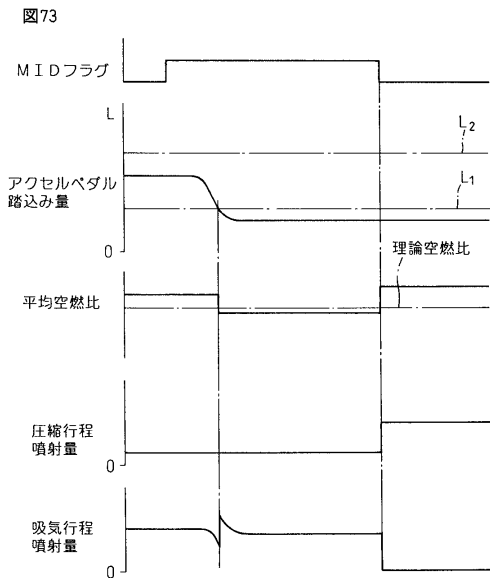 図73
MIDフラグ
L
L2
アクセルペダル
踏込み量
L1
0
理論空燃比
平均空燃比
圧縮行程
噴射量
0
吸気行程
噴射量
0